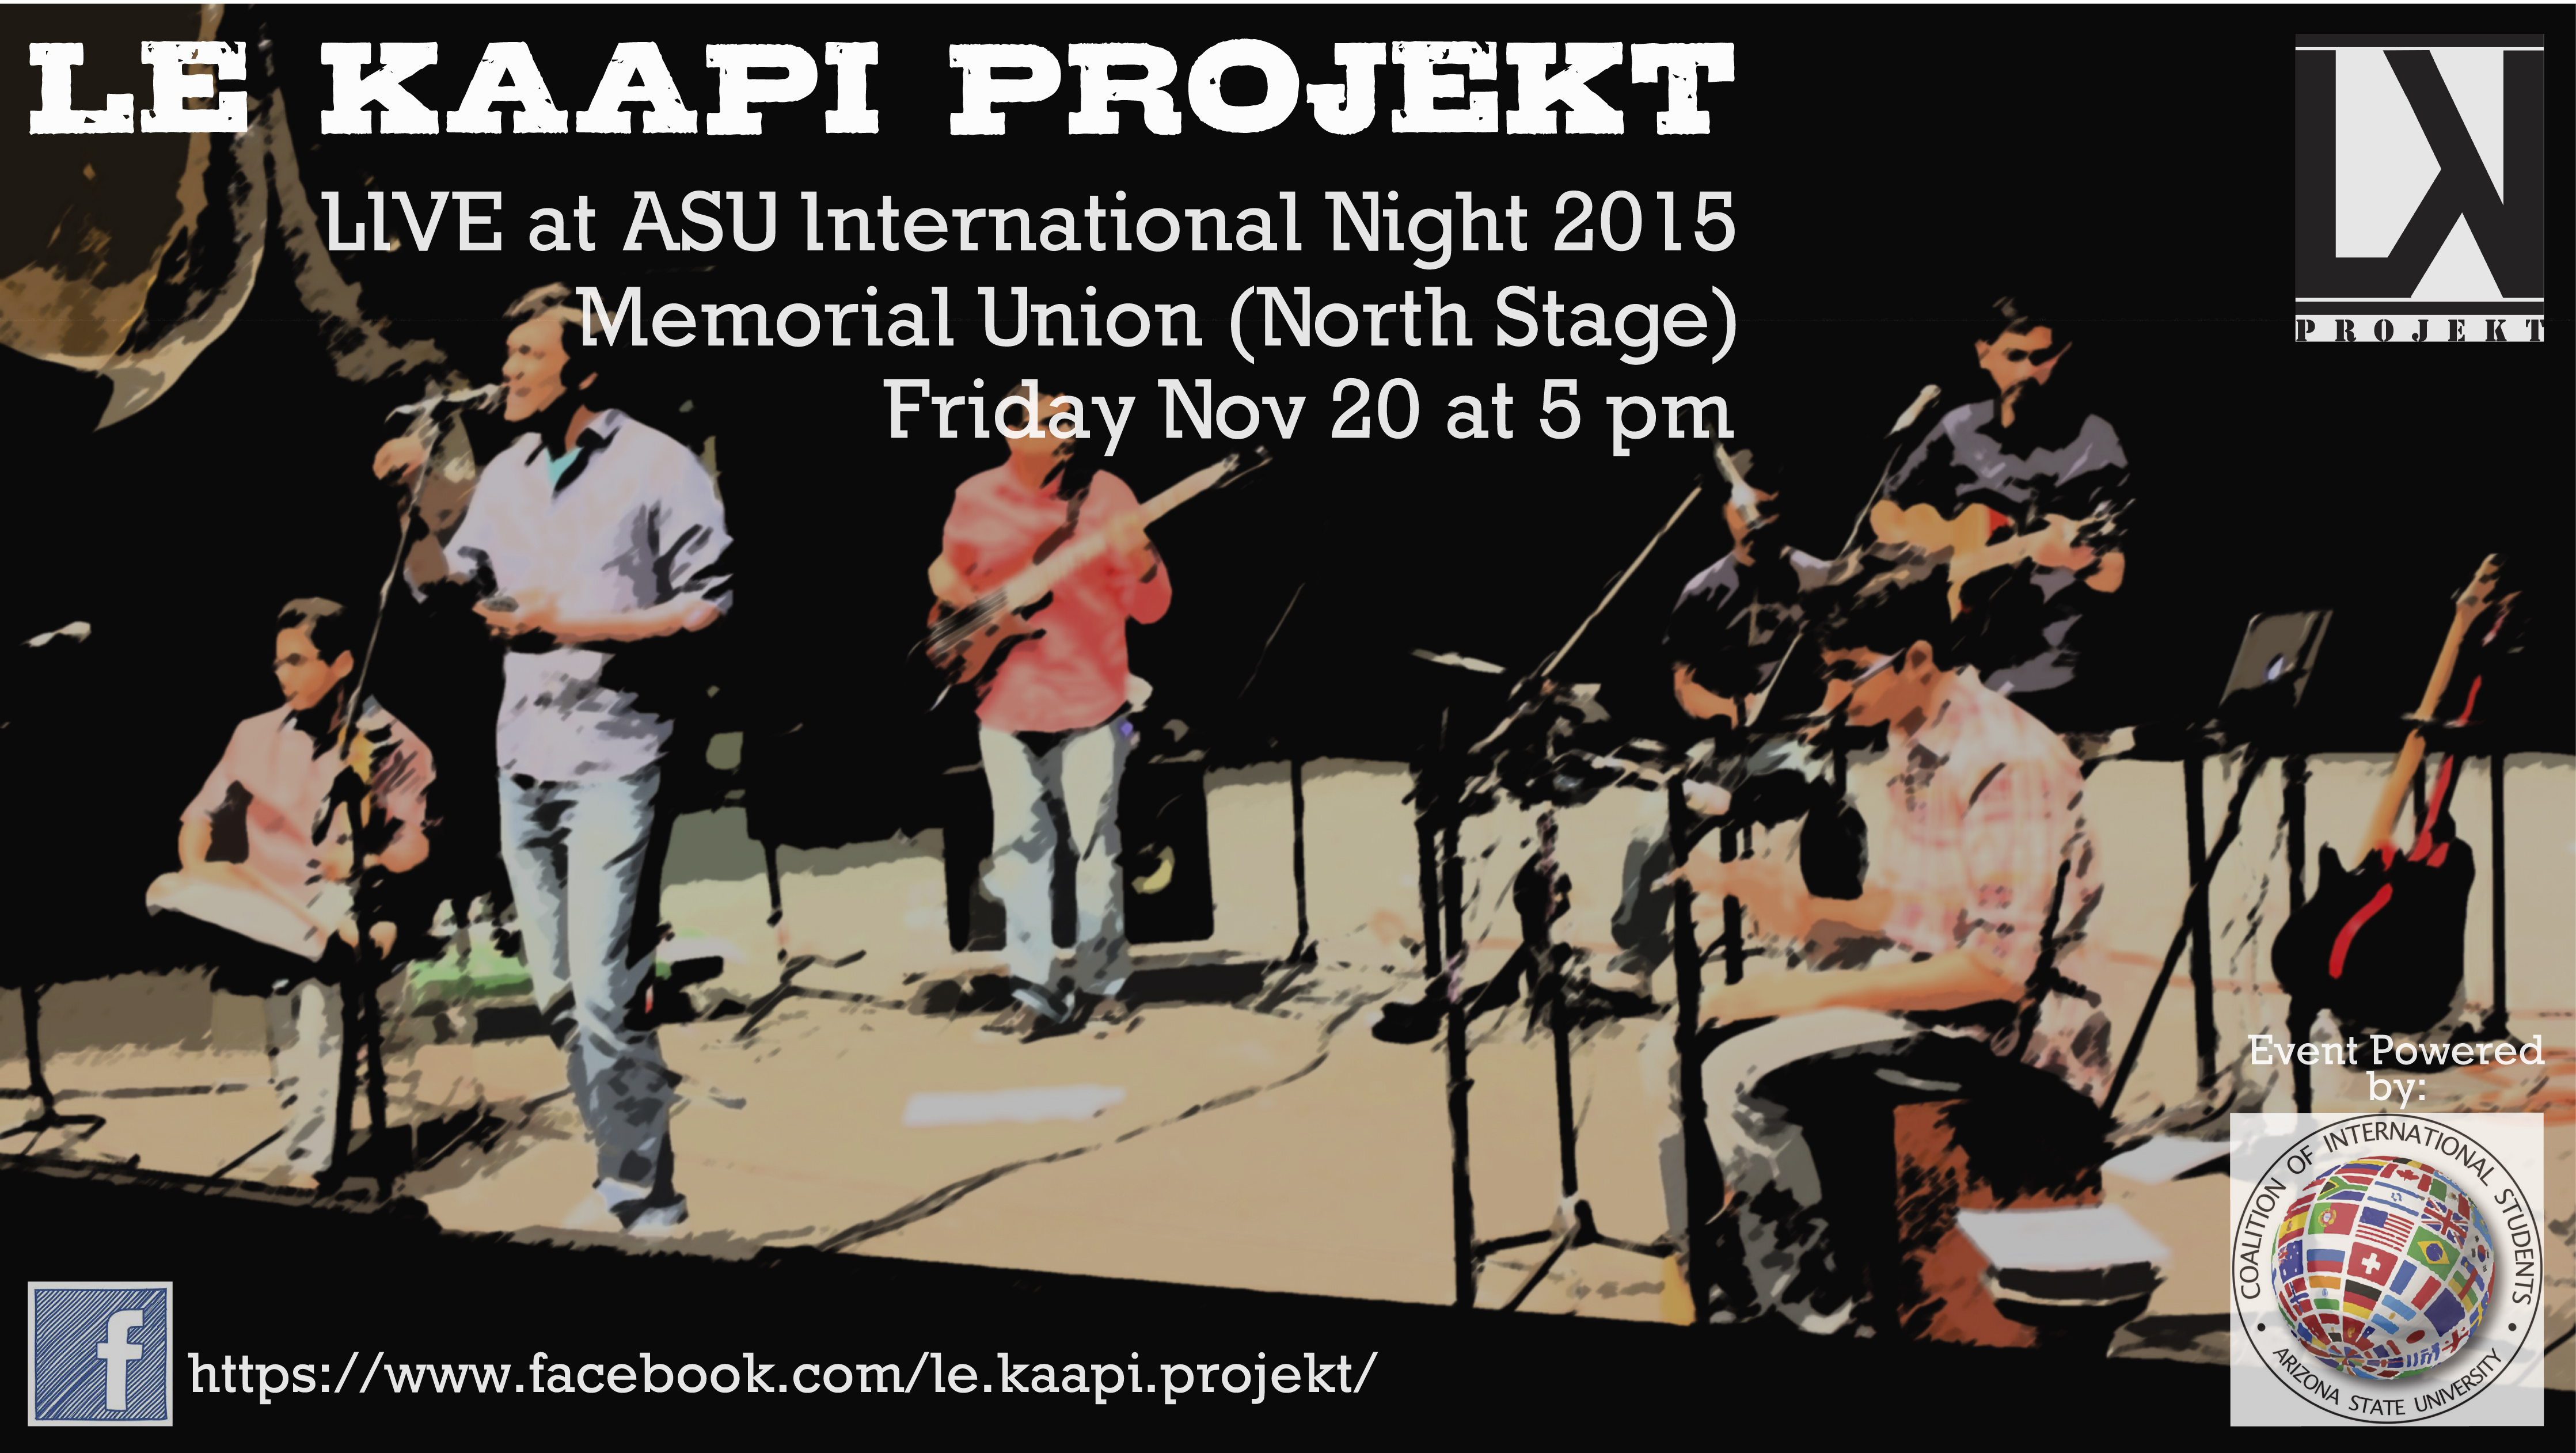 LE KAAPI PROJEKT
LIVE at ASU International Night 2015
Memorial Union (North Stage)
Friday Nov 20 at 5 pm
LK
PROJEKT
Event Powered
by:
COALITION OF INTERNATIONAL STUDENTS
• ARIZONA STATE UNIVERSITY •
f
https://www.facebook.com/le.kaapi.projekt/